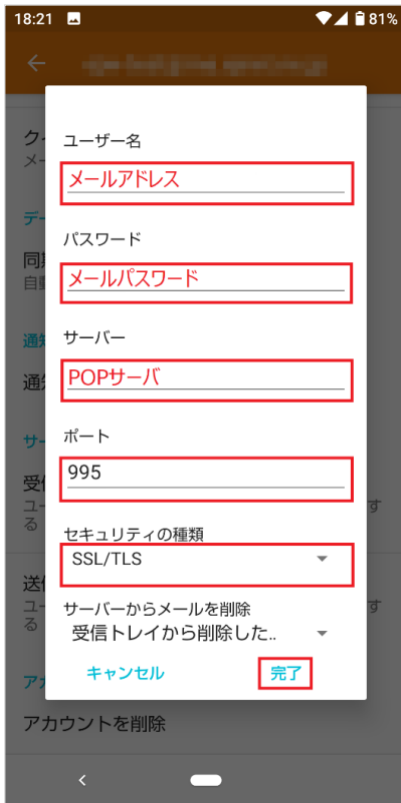 18:21
81%
ユーザー名
メールアドレス
パスワード
メールパスワード
サーバー
POPサーバ
ポート
995
セキュリティの種類
SSL/TLS
サーバーからメールを削除
受信トレイから削除した..
キャンセル
完了
アカウントを削除